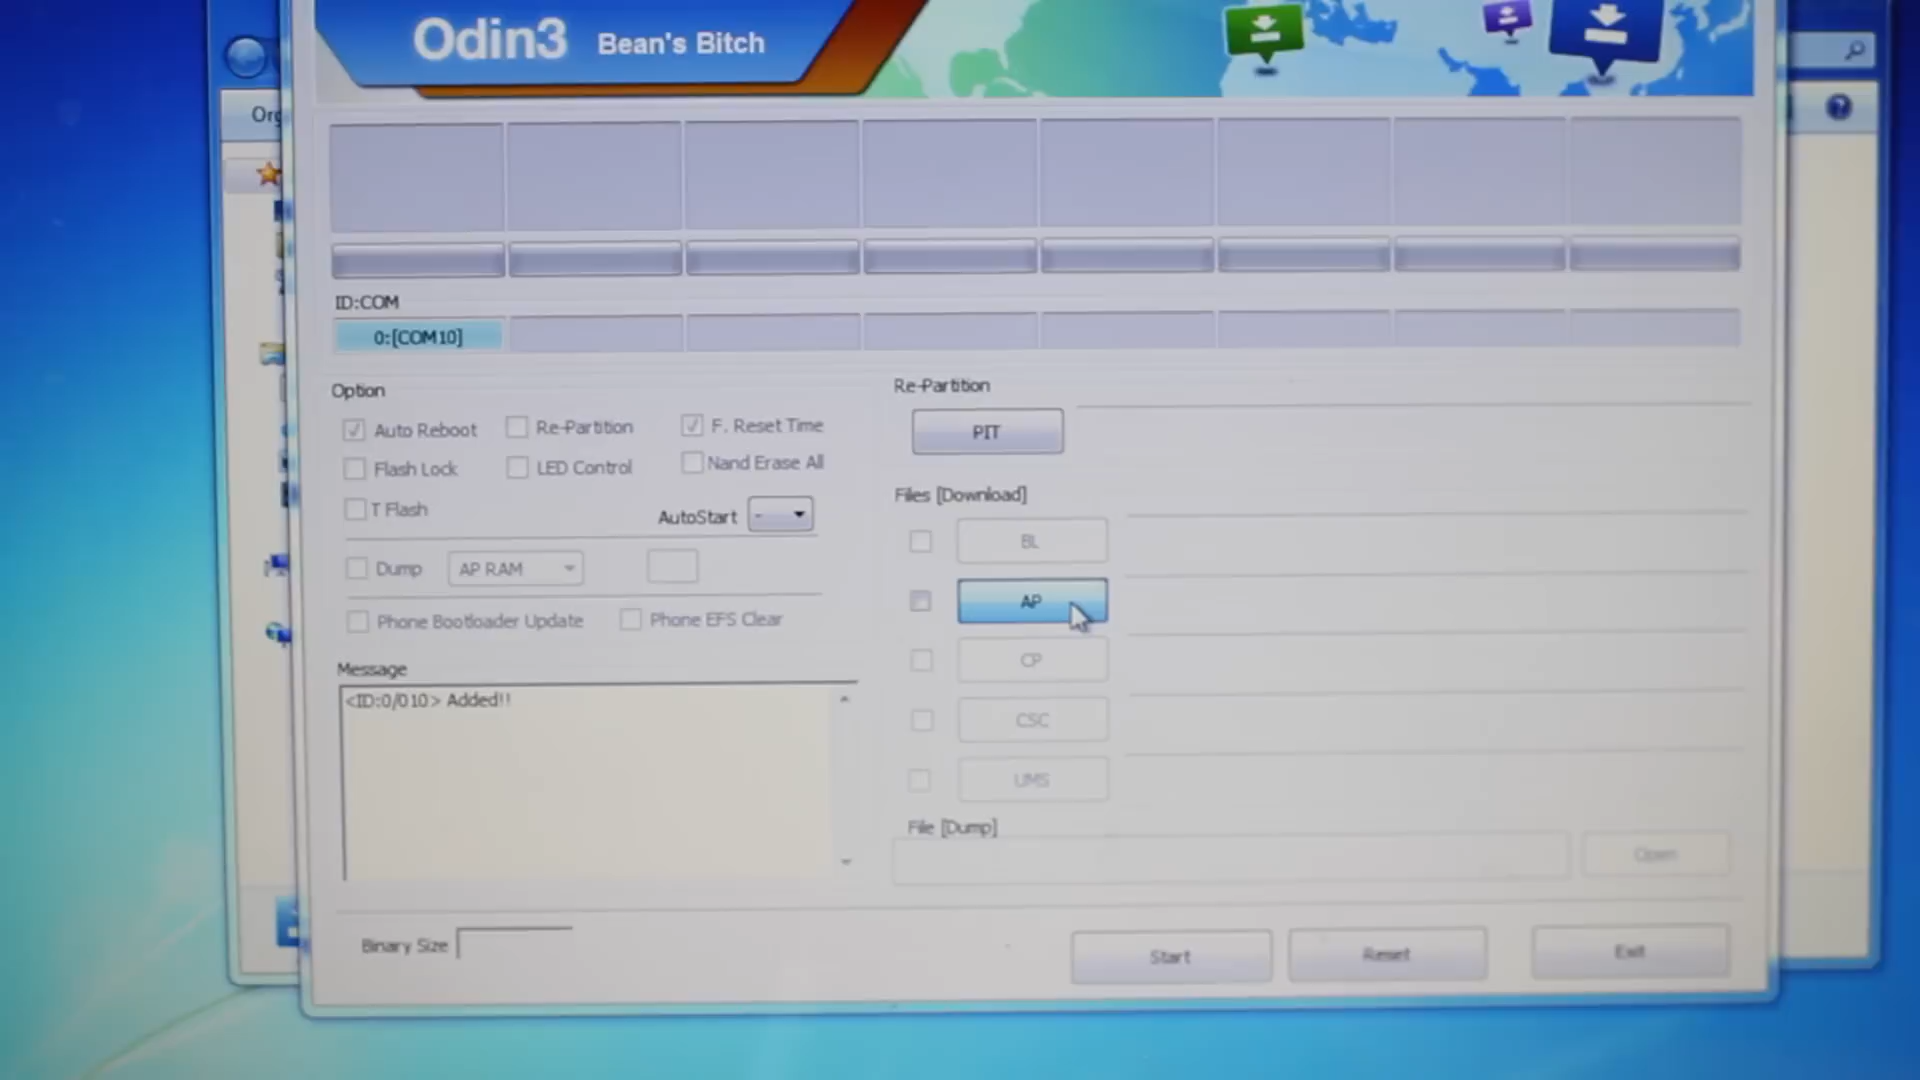 Odin3 Bean's Bitch
Org
ID:COM
0:[COM10]
Option
Auto Reboot
Re-Partition
F. Reset Time
Flash Lock
LED Control
Nand Erase All
T Flash
AutoStart
-
Dump
AP RAM
Phone Bootloader Update
Phone EFS Clear
Message
<ID:0/010> Added!!
Binary Size
Re-Partition
PIT
Files [Download]
BL
AP
CP
CSC
UMS
File [Dump]
Open
Start
Reset
Exit